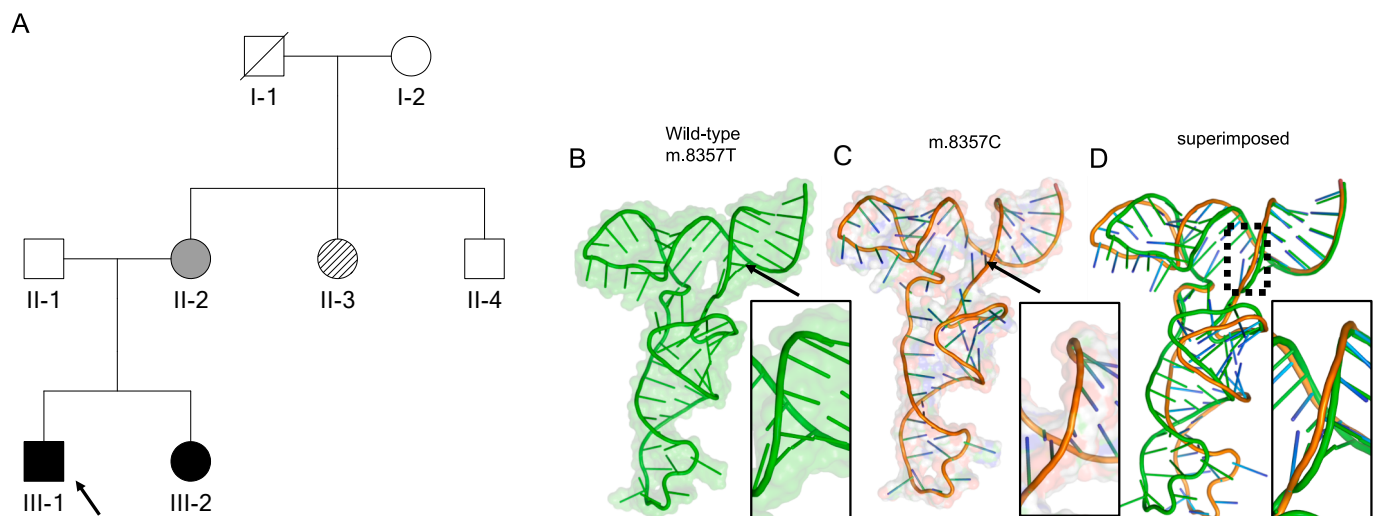 A
I-1
I-2
II-1
II-2
II-3
II-4
III-1
III-2
Wild-type
m.8357T
B
m.8357C
C
superimposed
D